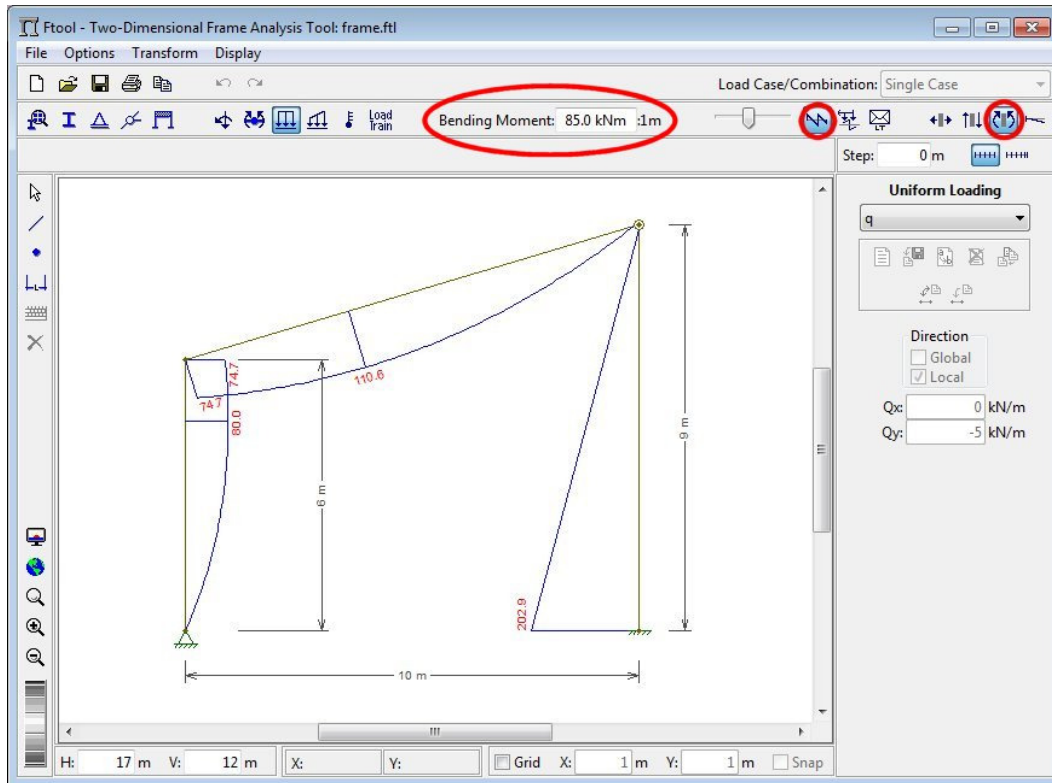 Ftool - Two-Dimensional Frame Analysis Tool: frame.ftl
File Options Transform Display
Load Case/Combination: Single Case
Load Train
Bending Moment: 85.0 kNm :1m
LT
Step: 0 m
Uniform Loading
q
Direction
Global
Local
Qx: 0 kN/m
Qy: -5 kN/m
74.7
74.7
110.6
80.0
6 m
9 m
202.9
10 m
H: 17 m V: 12 m X: Y: Grid X: 1 m Y: 1 m Snap